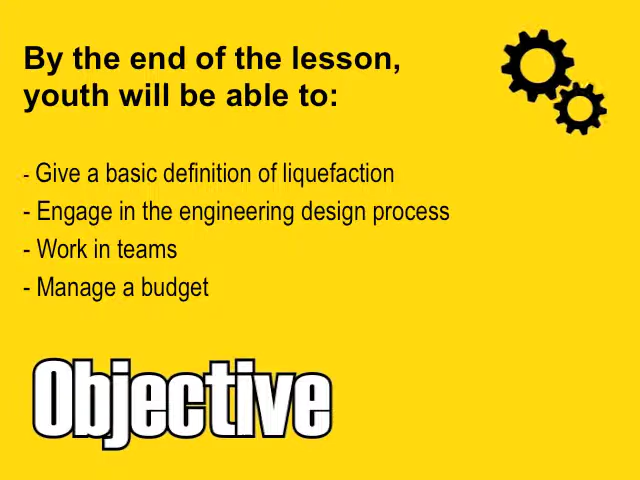 By the end of the lesson,
youth will be able to:
- Give a basic definition of liquefaction
- Engage in the engineering design process
- Work in teams
- Manage a budget
Objective